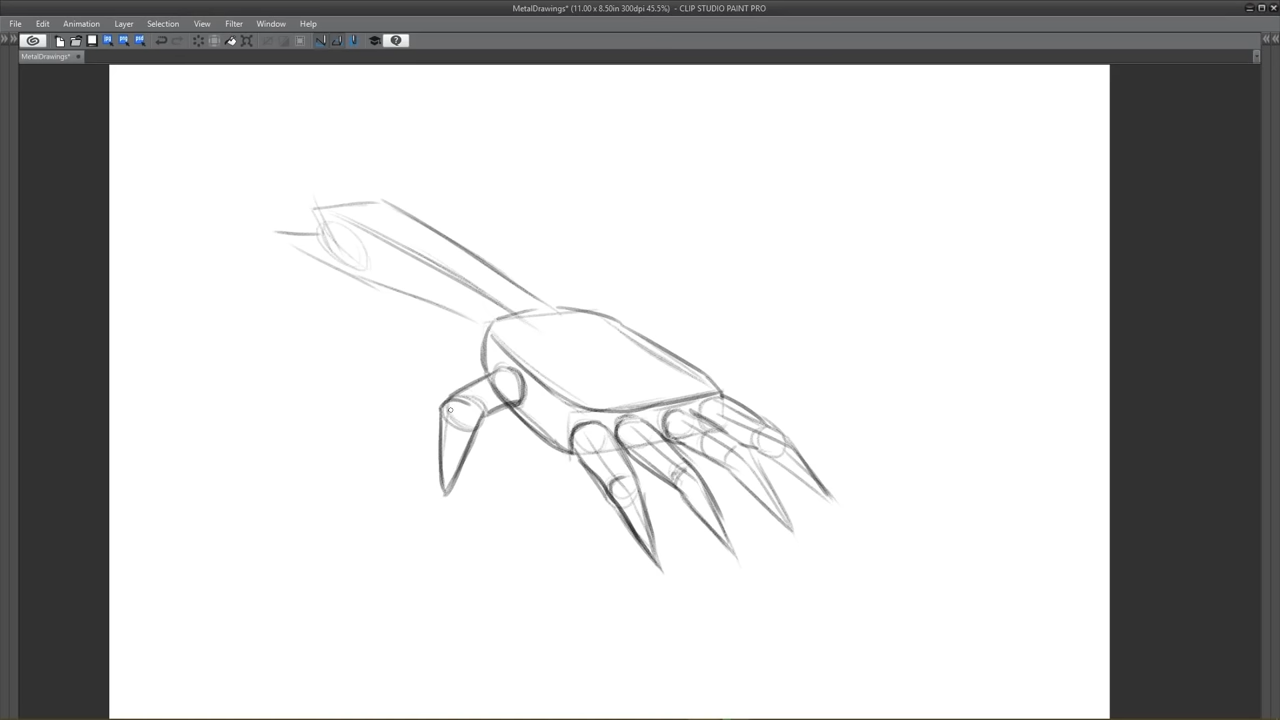 MetalDrawings* (11.00 x 8.50in 300dpi 45.5%) - CLIP STUDIO PAINT PRO
File Edit Animation Layer Selection View Filter Window Help
MetalDrawings*